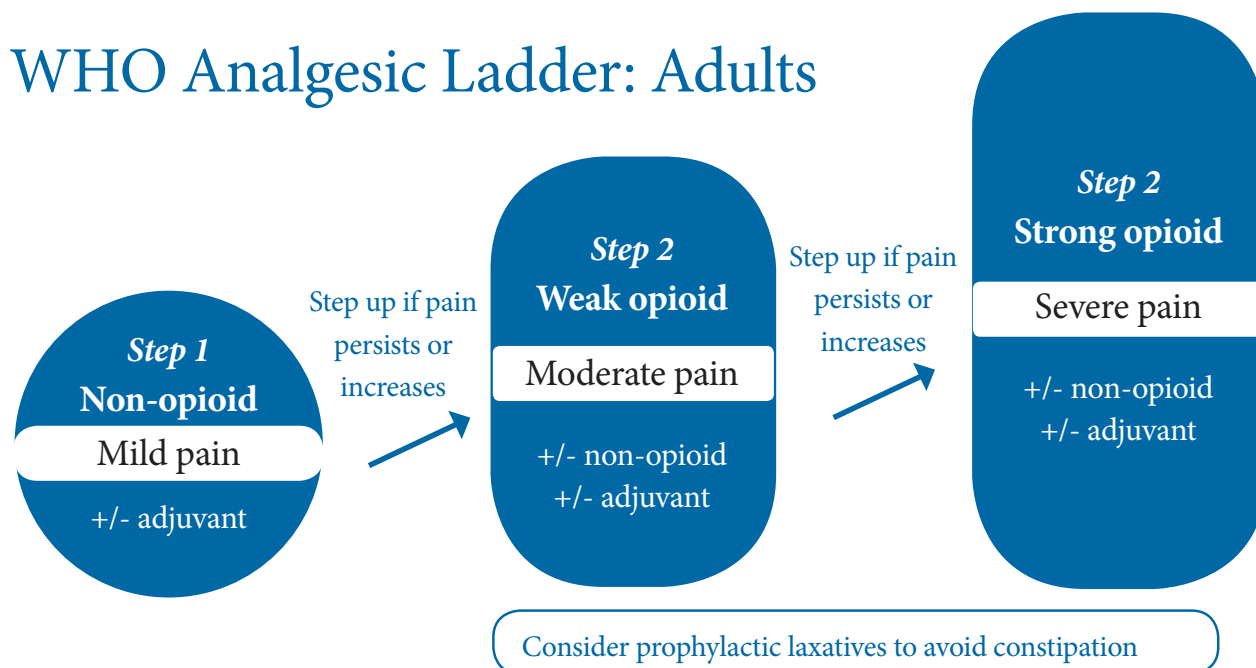 WHO Analgesic Ladder: Adults
Step 1
Non-opioid
Mild pain
+/- adjuvant
Step up if pain
persists or
increases
Step 2
Weak opioid
Moderate pain
+/- non-opioid
+/- adjuvant
Step up if pain
persists or
increases
Step 2
Strong opioid
Severe pain
+/- non-opioid
+/- adjuvant
Consider prophylactic laxatives to avoid constipation